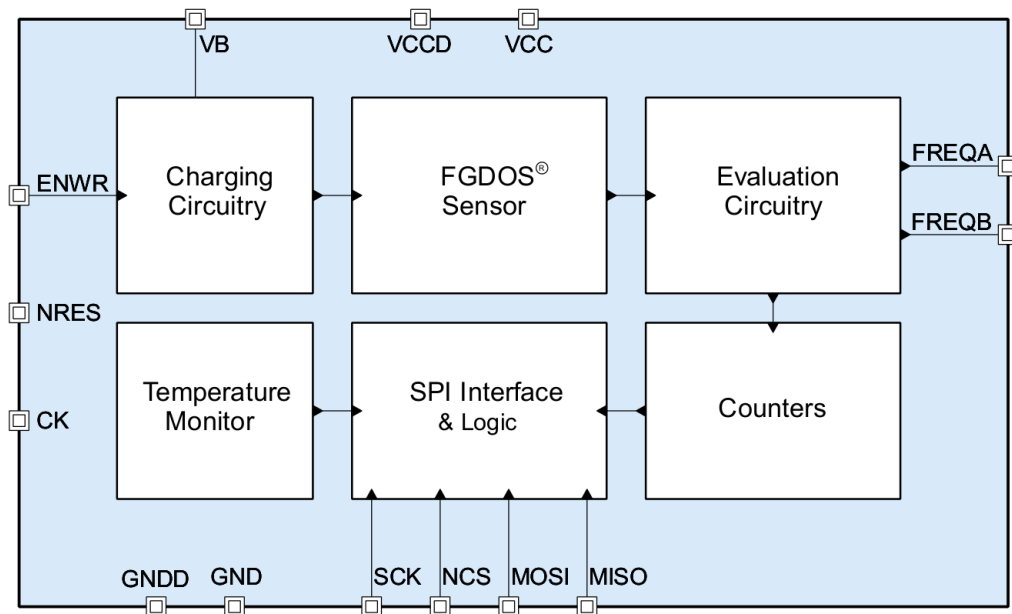 VB
VCCD
VCC
ENWR
Charging
Circuitry
FGDOS®
Sensor
Evaluation
Circuitry
FREQA
FREQB
NRES
CK
Temperature
Monitor
SPI Interface
& Logic
Counters
GNDD
GND
SCK
NCS
MOSI
MISO